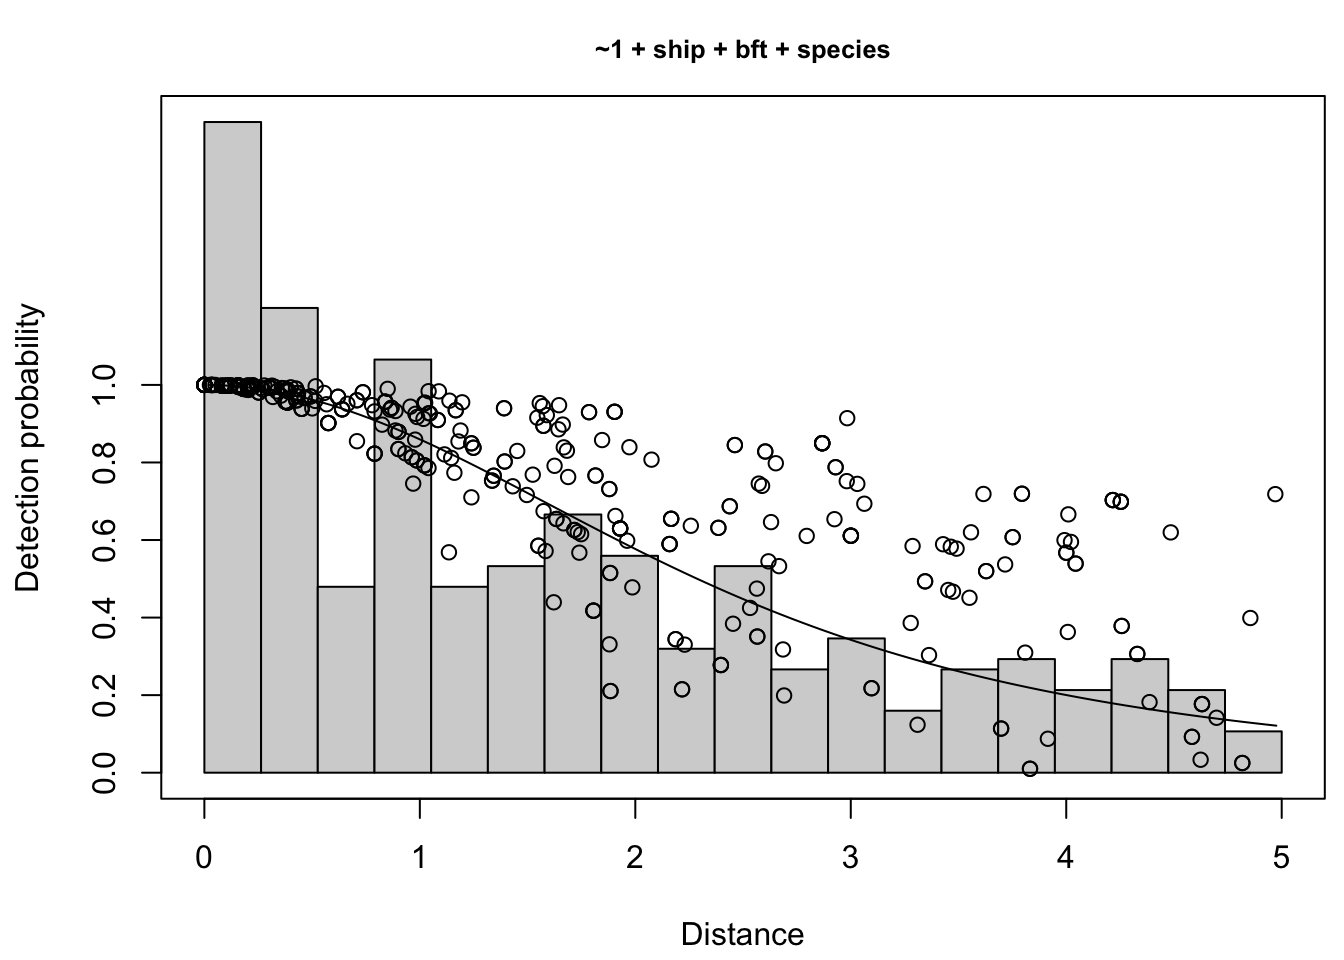 ~1 + ship + bft + species
Detection probability
1.0
0.8
0.6
0.4
0.2
0.0
0 1 2 3 4 5
Distance